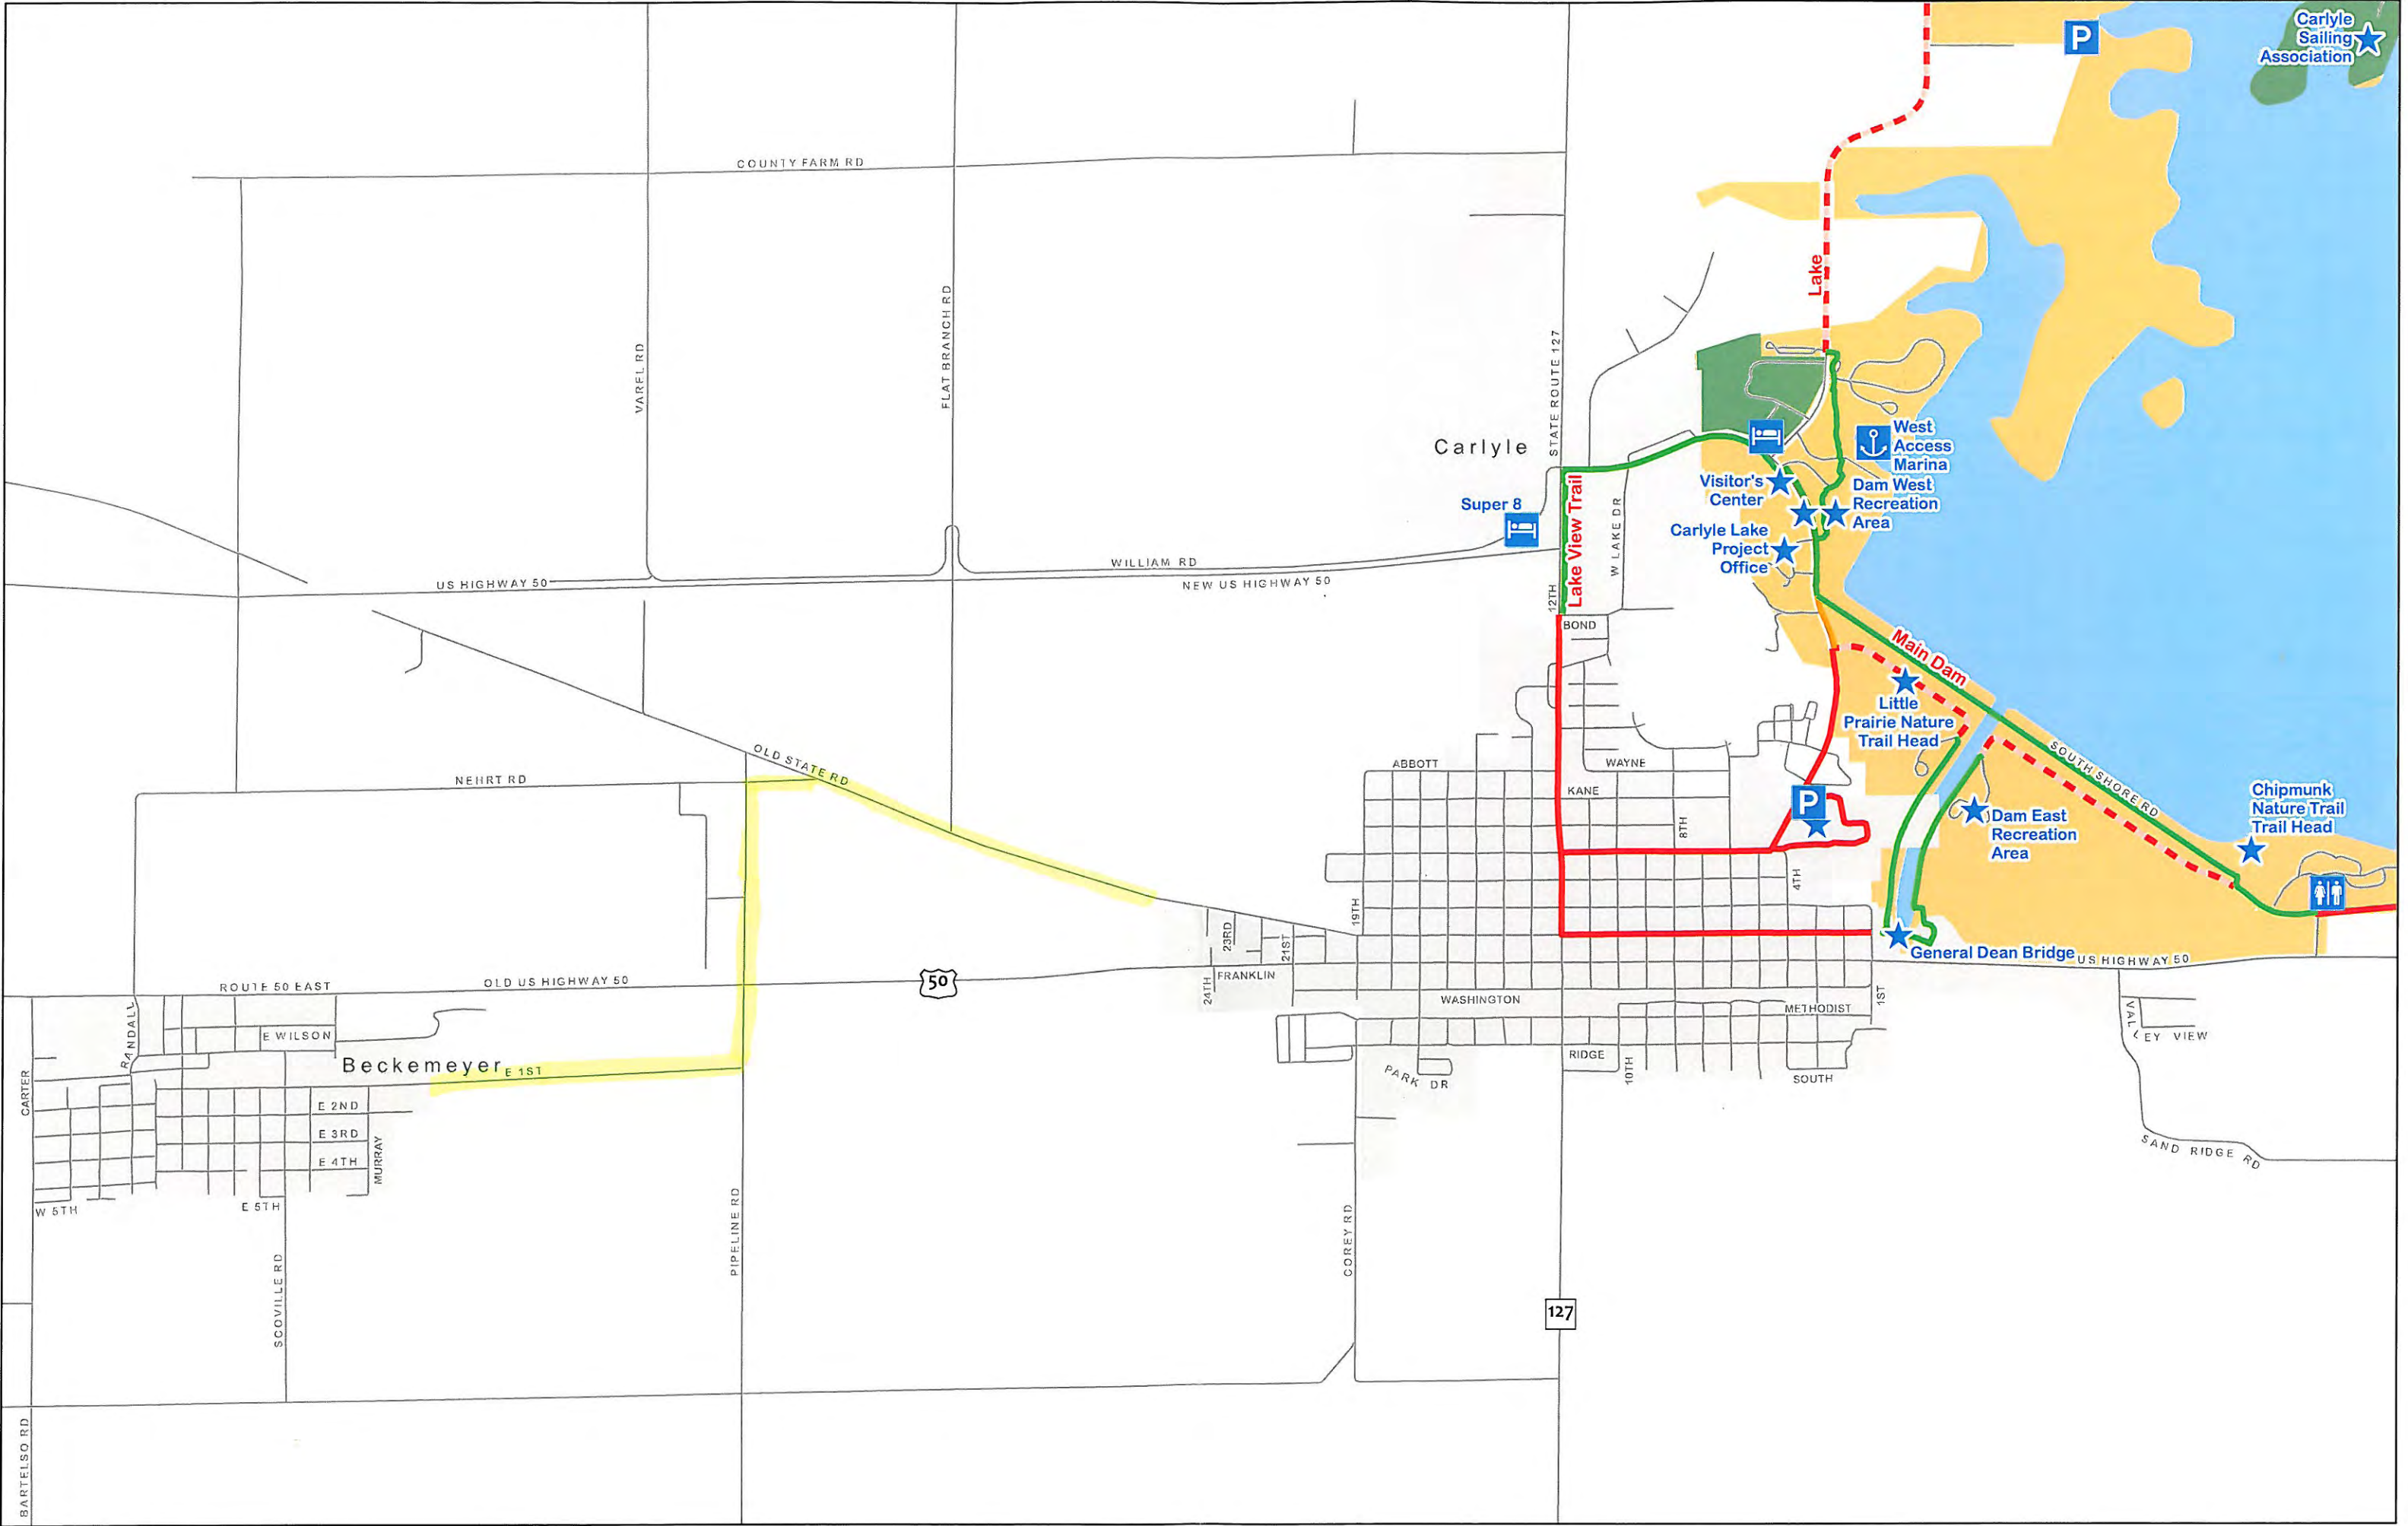 Carlyle
Sailing
Association
P
COUNTY FARM RD
Lake
VAREL RD
FLAT BRANCH RD
STATE ROUTE 127
Carlyle
West
Access
Marina
Visitor's
Center
Dam West
Recreation
Area
Super 8
Lake View Trail
W LAKE DR
Carlyle Lake
Project
Office
WILLIAM RD
US HIGHWAY 50
NEW US HIGHWAY 50
12TH
BOND
Main Dam
Little
Prairie Nature
Trail Head
OLD STATE RD
NEHRT RD
ABBOTT
WAYNE
SOUTH SHORE RD
KANE
P
8TH
Chipmunk
Nature Trail
Trail Head
Dam East
Recreation
Area
4TH
19TH
23RD
21ST
General Dean Bridge
US HIGHWAY 50
FRANKLIN
24TH
50
OLD US HIGHWAY 50
ROUTE 50 EAST
WASHINGTON
METHODIST
1ST
VALLEY VIEW
RANDALL
E WILSON
Beckemeyer
E 1ST
RIDGE
10TH
PARK DR
SOUTH
CARTER
E 2ND
E 3RD
E 4TH
MURRAY
SAND RIDGE RD
W 5TH
E 5TH
PIPELINE RD
COREY RD
SCOVILLE RD
127
BARTELSO RD